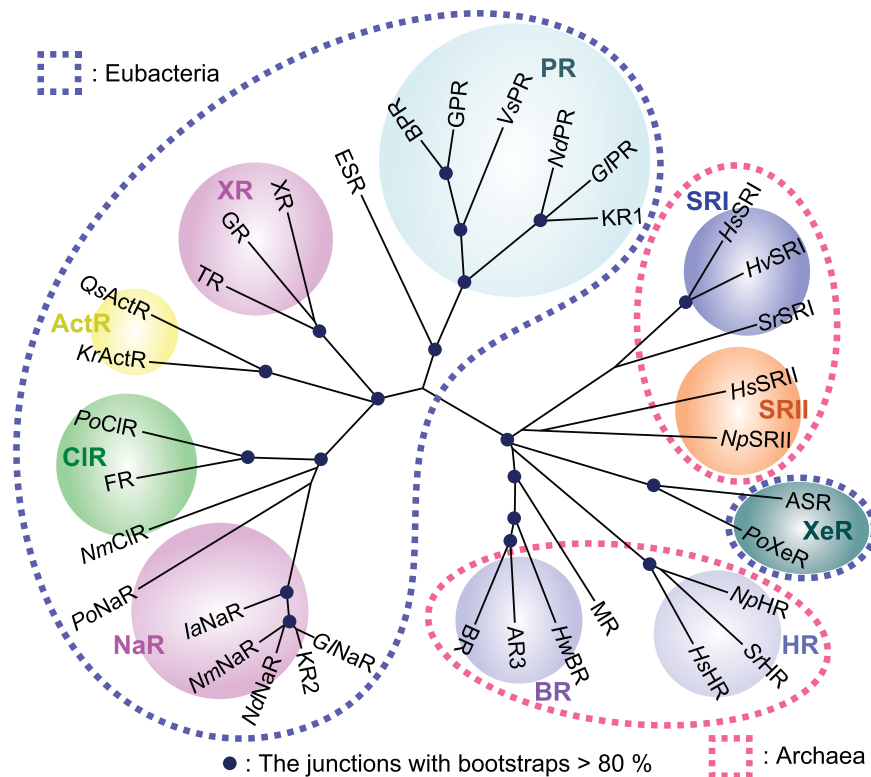 : Eubacteria
PR
BPR
GPR
VsPR
NdPR
GlPR
KR1
ESR
XR
XR
GR
TR
ActR
QsActR
KrActR
ClR
PoClR
FR
NmClR
NaR
PoNaR
IaNaR
NmNaR
NdNaR
KR2
GlNaR
SRI
HsSRI
HvSRI
SrSRI
HsSRII
SRII
NpSRII
ASR
XeR
PoXeR
MR
BR
AR3
HwBR
BR
NpHR
HR
SrHR
HsHR
: The junctions with bootstraps > 80 %
: Archaea